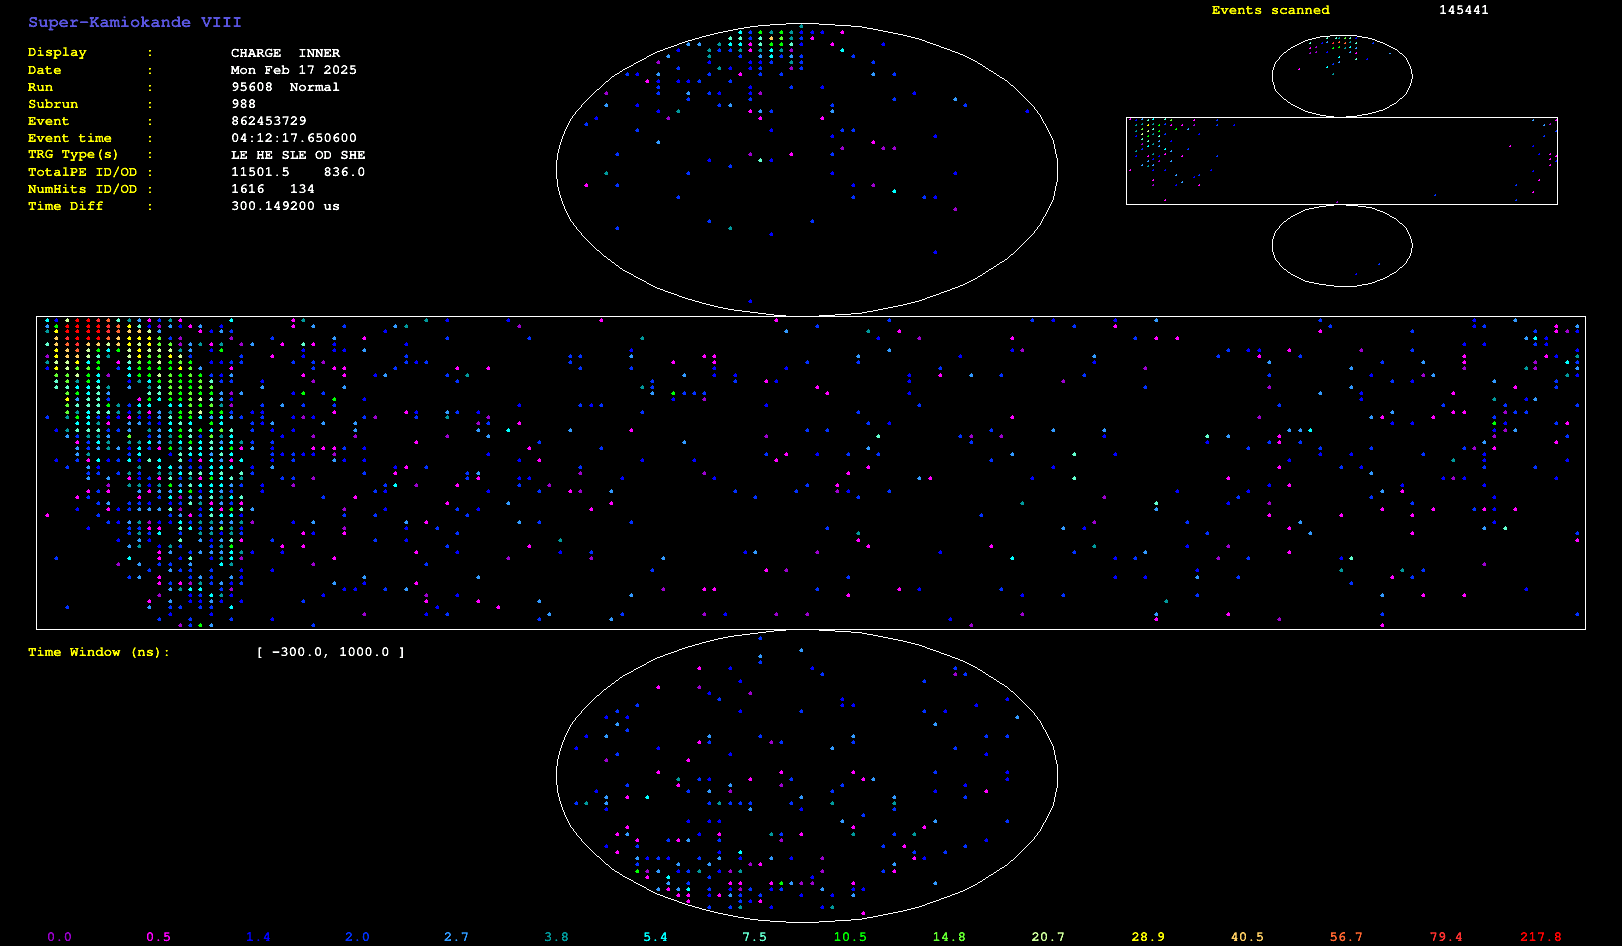 Super-Kamiokande VIII
Display : CHARGE INNER
Date : Mon Feb 17 2025
Run : 95608 Normal
Subrun : 988
Event : 862453729
Event time : 04:12:17.650600
TRG Type(s) : LE HE SLE OD SHE
TotalPE ID/OD : 11501.5 836.0
NumHits ID/OD : 1616 134
Time Diff : 300.149200 us
Events scanned 145441
Time Window (ns): [ -300.0, 1000.0 ]
0.0 0.5 1.4 2.0 2.7 3.8 5.4 7.5 10.5 14.8 20.7 28.9 40.5 56.7 79.4 217.8